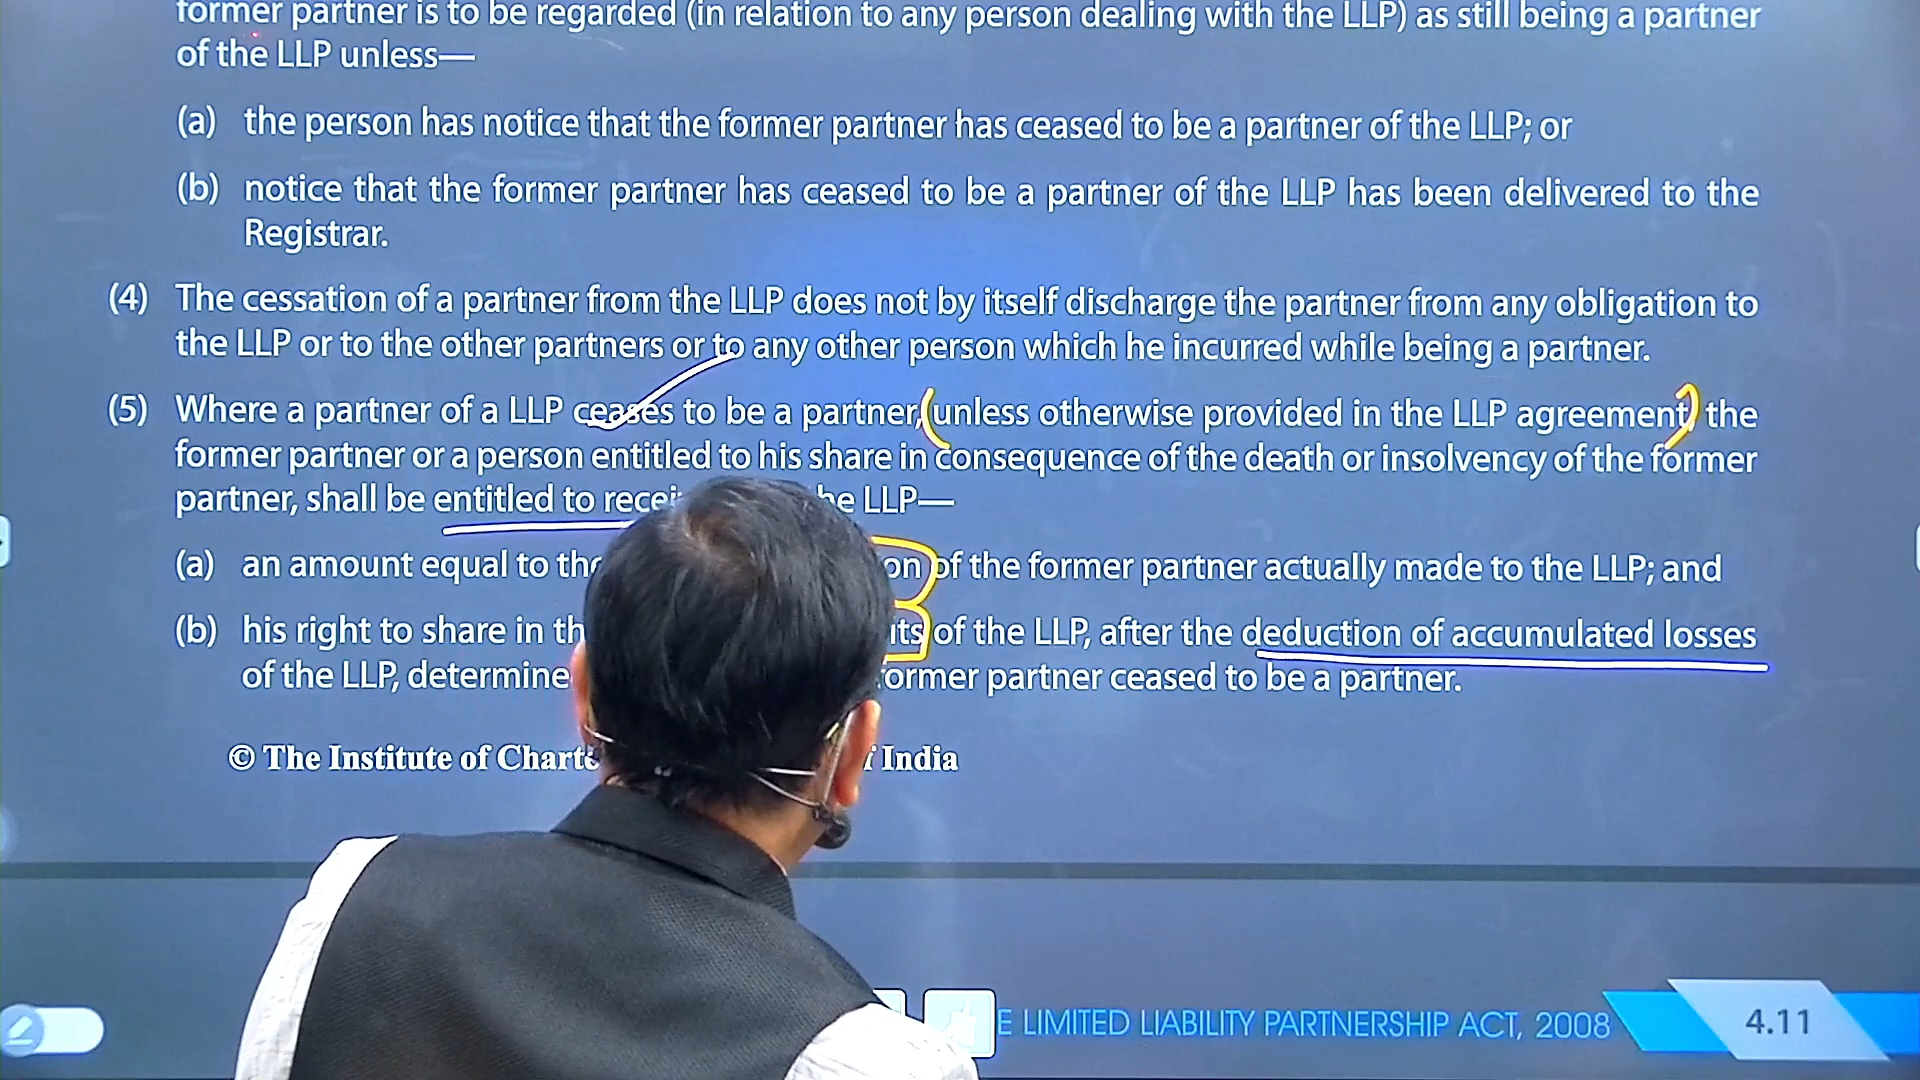 former partner is to be regarded (in relation to any person dealing with the LLP) as still being a partner
of the LLP unless—
(a) the person has notice that the former partner has ceased to be a partner of the LLP; or
(b) notice that the former partner has ceased to be a partner of the LLP has been delivered to the
Registrar.
(4) The cessation of a partner from the LLP does not by itself discharge the partner from any obligation to
the LLP or to the other partners or to any other person which he incurred while being a partner.
(5) Where a partner of a LLP ceases to be a partner, (unless otherwise provided in the LLP agreement) the
former partner or a person entitled to his share in consequence of the death or insolvency of the former
partner, shall be entitled to LLP—
(a) an amount equal to of the former partner actually made to the LLP; and
(b) his right to share in of the LLP, after the deduction of accumulated losses
of the LLP, former partner ceased to be a partner.
© The Institute of India
LIMITED LIABILITY PARTNERSHIP ACT, 2008 4.11